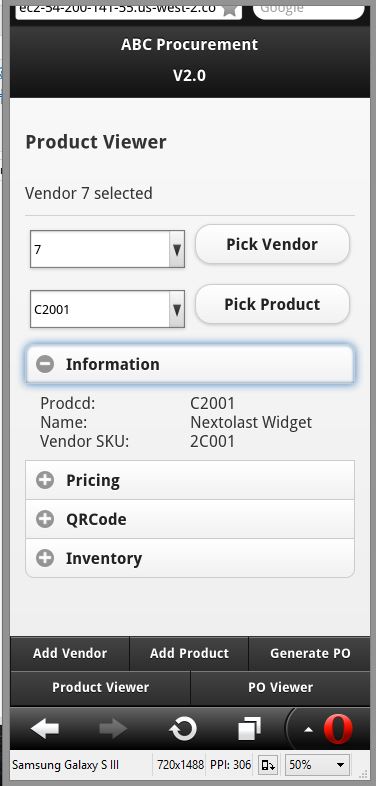 ec2-54-200-141-55.us-west-2.co Google
ABC Procurement
V2.0
Product Viewer
Vendor 7 selected
7 Pick Vendor
C2001 Pick Product
Information
Prodcd: C2001
Name: Nextolast Widget
Vendor SKU: 2C001
Pricing
QRCode
Inventory
Add Vendor Add Product Generate PO
Product Viewer PO Viewer
Samsung Galaxy S III 720x1488 PPI: 306 50%